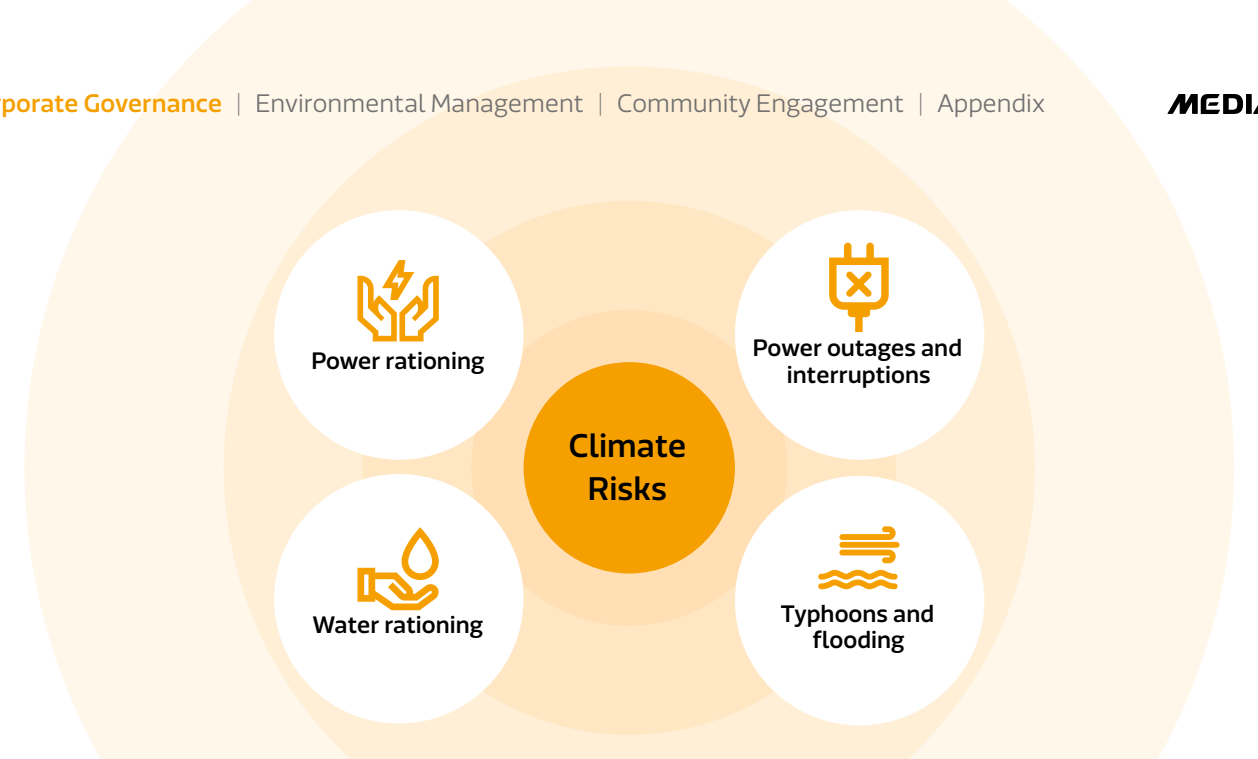 porate Governance | Environmental Management | Community Engagement | Appendix
MEDIA
Power rationing
Power outages and
interruptions
Climate
Risks
Water rationing
Typhoons and
flooding